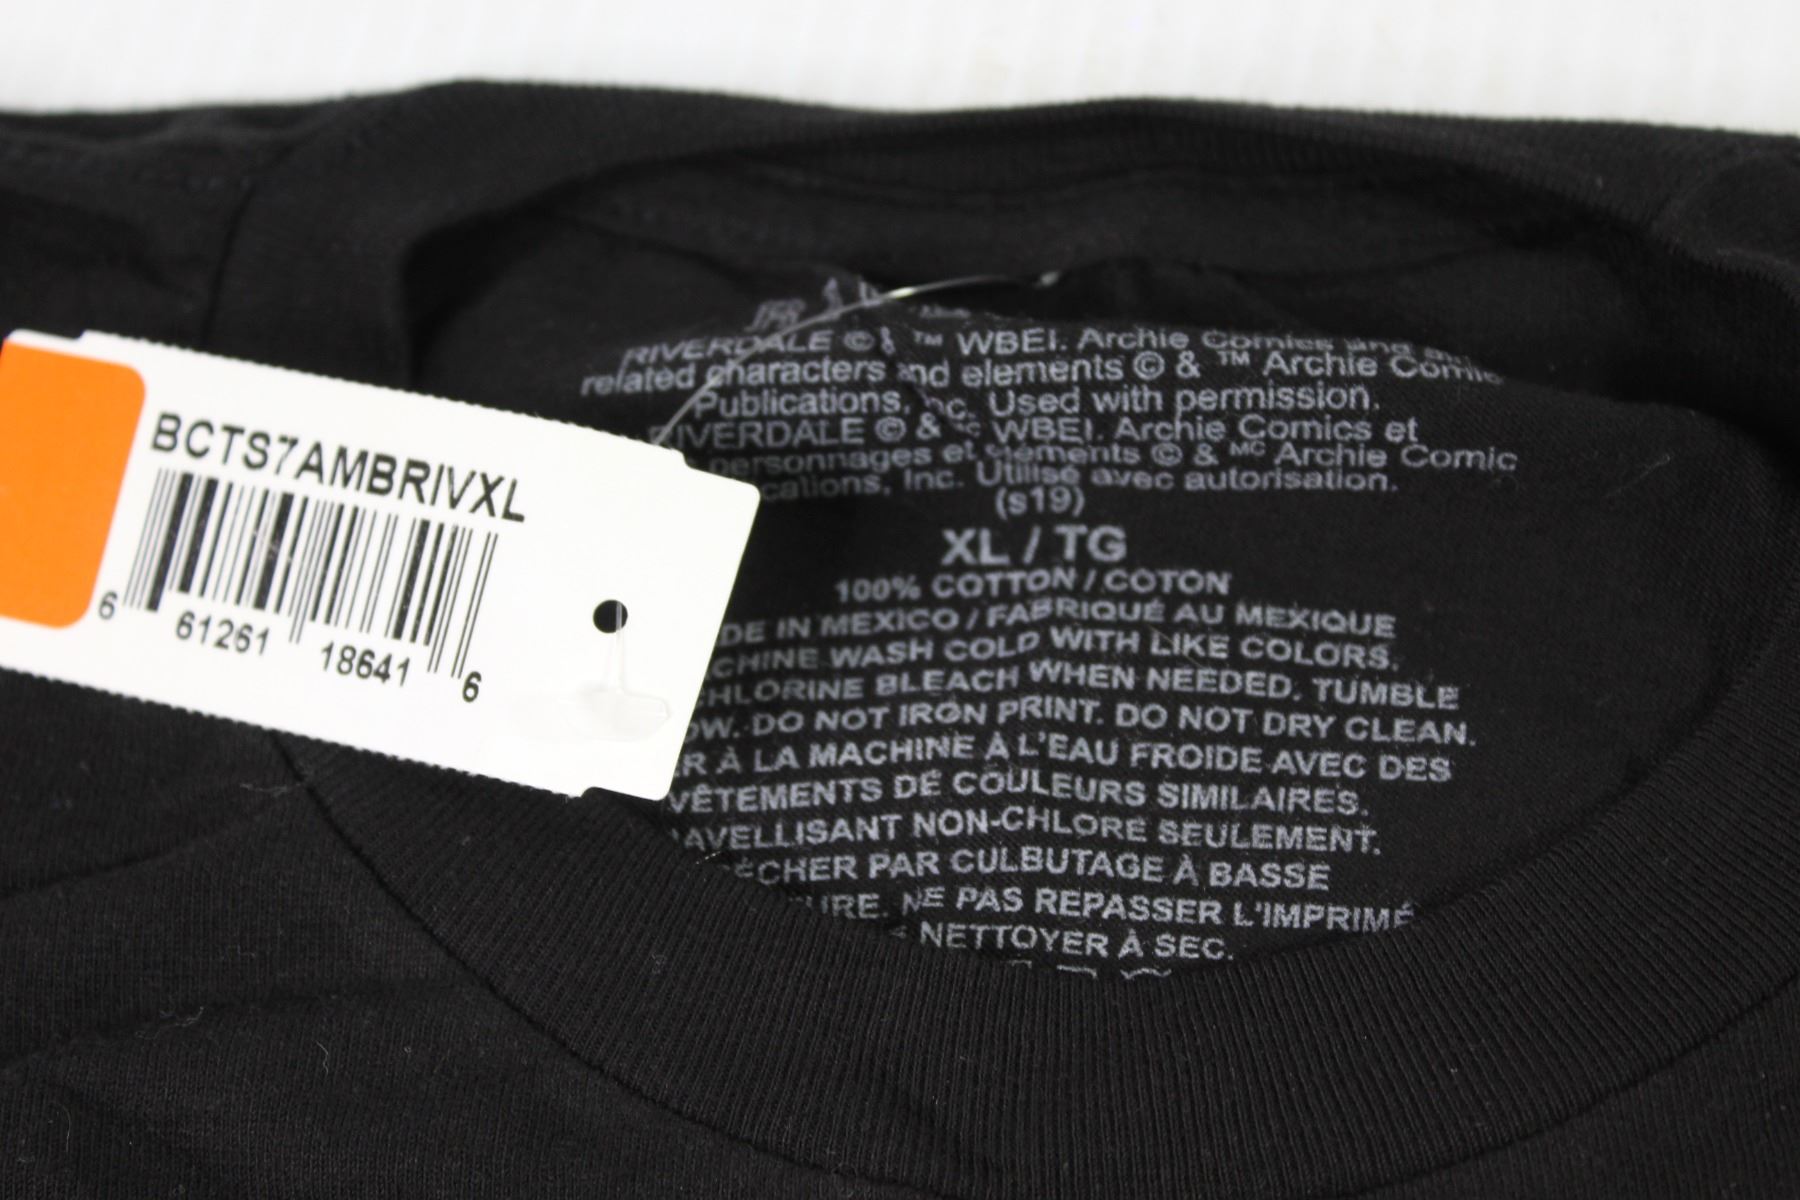 BCTS7AMBRIVXL
6 61261 18641 6
RIVERDALE © & ™ WBEI. Archie Comics and
related characters and elements © & ™ Archie Comic
Publications, Inc. Used with permission.
RIVERDALE © & MC WBEI. Archie Comics et
personnages et éléments © & MC Archie Comic
cations, Inc. Utilisé avec autorisation.
(s19)
XL / TG
100% COTTON / COTON
DE IN MEXICO / FABRIQUÉ AU MEXIQUE
CHINE WASH COLD WITH LIKE COLORS.
CHLORINE BLEACH WHEN NEEDED. TUMBLE
OW. DO NOT IRON PRINT. DO NOT DRY CLEAN.
R À LA MACHINE À L'EAU FROIDE AVEC DES
VÊTEMENTS DE COULEURS SIMILAIRES.
AVELLISANT NON-CHLORE SEULEMENT.
ÉCHER PAR CULBUTAGE À BASSE
URE. NE PAS REPASSER L'IMPRIMÉ
NETTOYER À SEC.